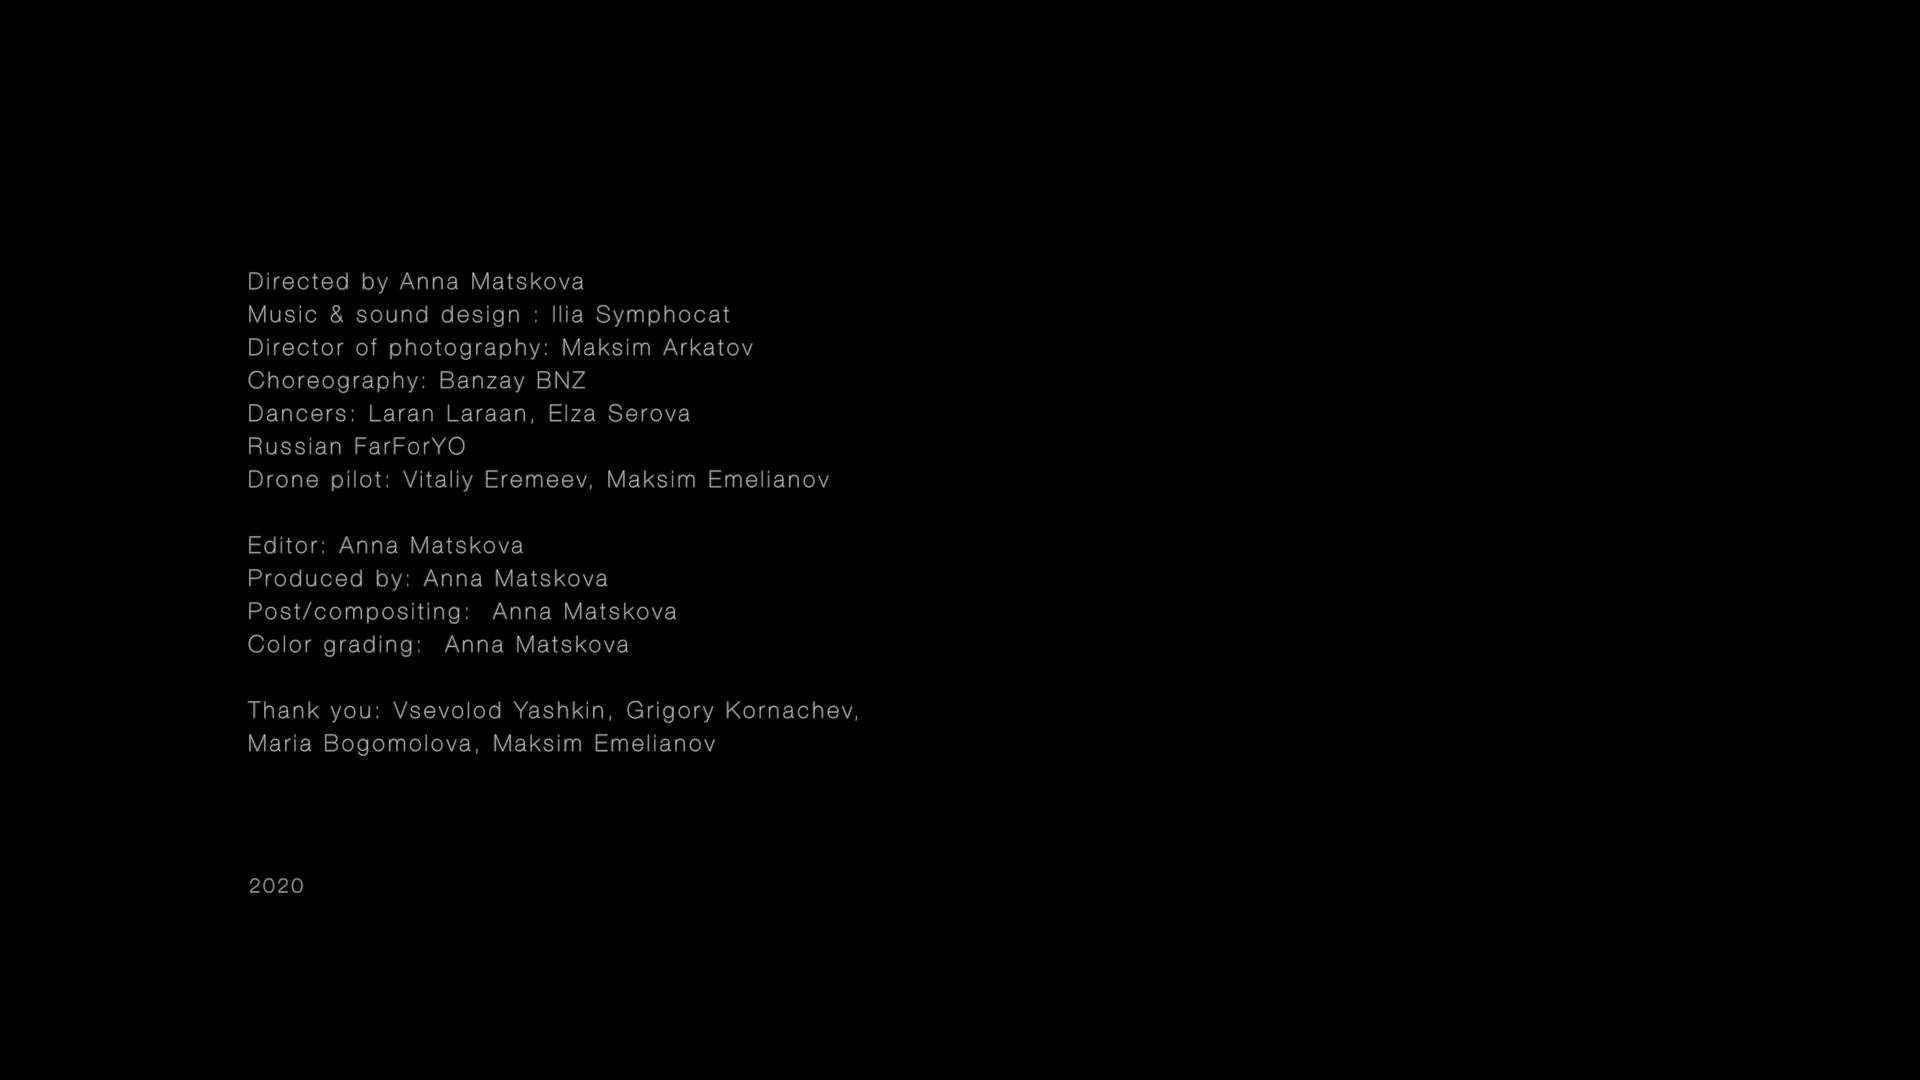 Directed by Anna Matskova
Music & sound design : Ilia Symphocat
Director of photography: Maksim Arkatov
Choreography: Banzay BNZ
Dancers: Laran Laraan, Elza Serova
Russian FarForYO
Drone pilot: Vitaliy Eremeev, Maksim Emelianov
Editor: Anna Matskova
Produced by: Anna Matskova
Post/compositing: Anna Matskova
Color grading: Anna Matskova
Thank you: Vsevolod Yashkin, Grigory Kornachev,
Maria Bogomolova, Maksim Emelianov
2020